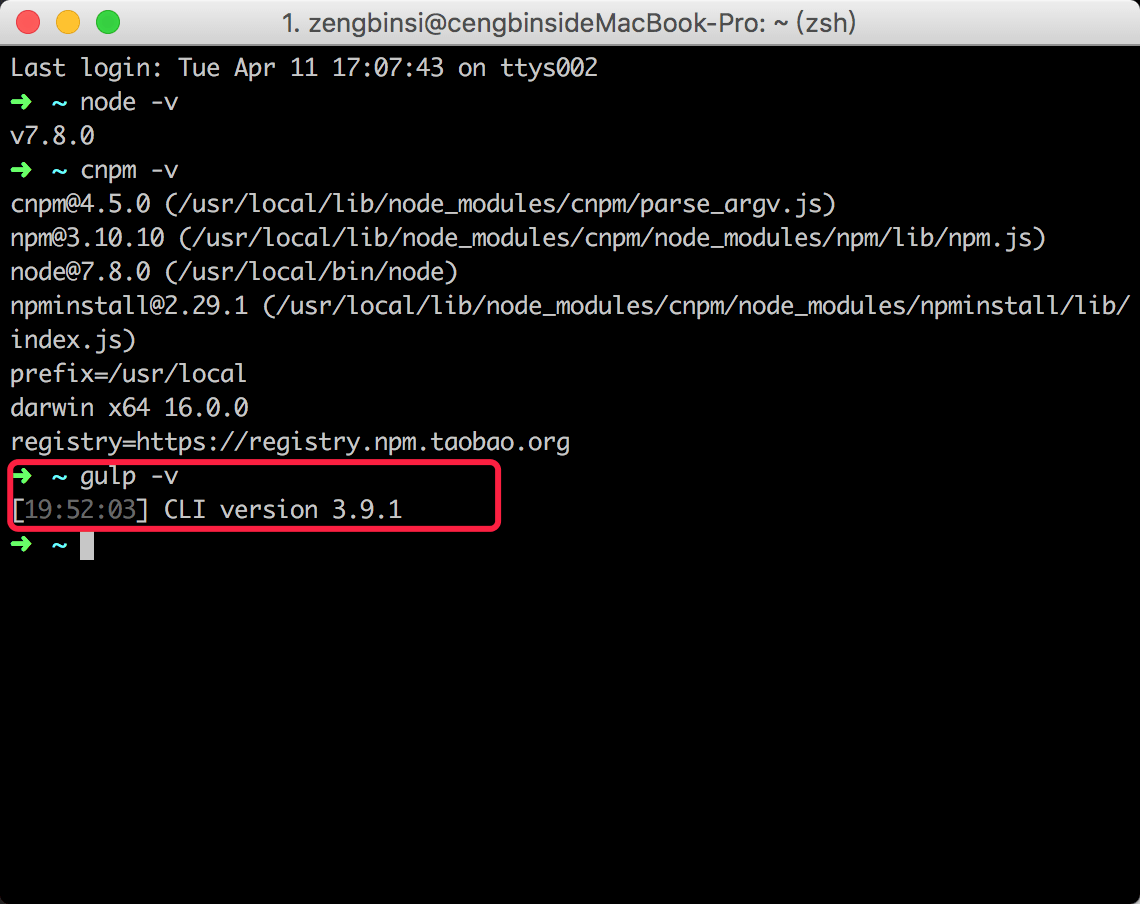 1. zengbinsi@cengbinsideMacBook-Pro: ~ (zsh)
Last login: Tue Apr 11 17:07:43 on ttys002
➜ ~ node -v
v7.8.0
➜ ~ cnpm -v
cnpm@4.5.0 (/usr/local/lib/node_modules/cnpm/parse_argv.js)
npm@3.10.10 (/usr/local/lib/node_modules/cnpm/node_modules/npm/lib/npm.js)
node@7.8.0 (/usr/local/bin/node)
npminstall@2.29.1 (/usr/local/lib/node_modules/cnpm/node_modules/npminstall/lib/
index.js)
prefix=/usr/local
darwin x64 16.0.0
registry=https://registry.npm.taobao.org
➜ ~ gulp -v
[19:52:03] CLI version 3.9.1
➜ ~